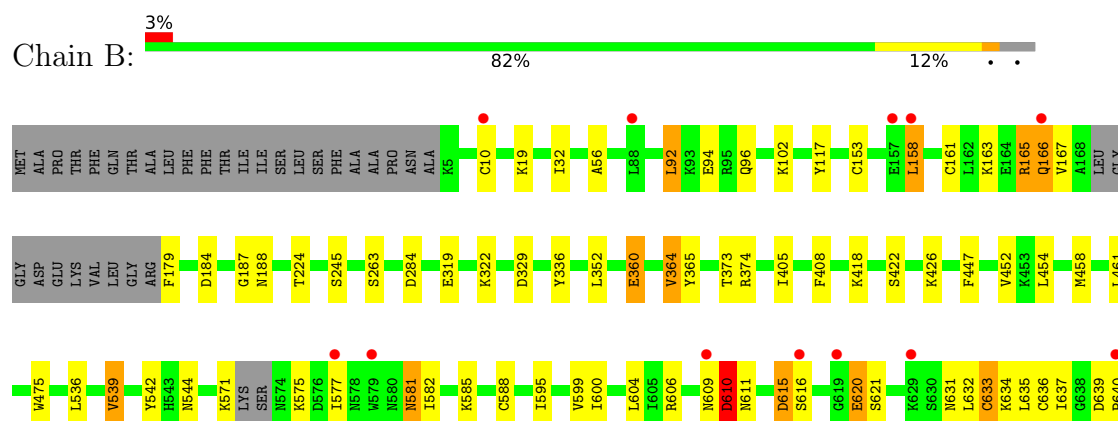 3%
Chain B:
82% 12% • •
MET ALA PRO THR PHE GLN THR ALA LEU PHE PHE THR ILE ILE SER LEU SER PHE ALA ALA PRO ASN ALA K5 C10 K19 I32 A56 L88 L92 K93 E94 R95 Q96 K102 Y117 C153 E157 L158 C161 L162 K163 E164 R165 Q166 V167 A168 LEU GLY
GLY ASP GLU LYS VAL LEU GLY ARG F179 D184 G187 N188 T224 S245 S263 D284 E319 K322 D329 Y336 L352 E360 V364 Y365 T373 R374 I405 F408 K418 S422 K426 F447 V452 K453 L454 M458 L461
W475 L536 V539 Y542 H543 N544 K571 LYS SER N574 K575 D576 I577 N578 W579 N580 N581 I582 K585 C588 I595 V599 I600 L604 I605 R606 N609 D610 N611 D615 S616 G619 E620 S621 K629 S630 N631 L632 C633 K634 L635 C636 I637 G638 D639